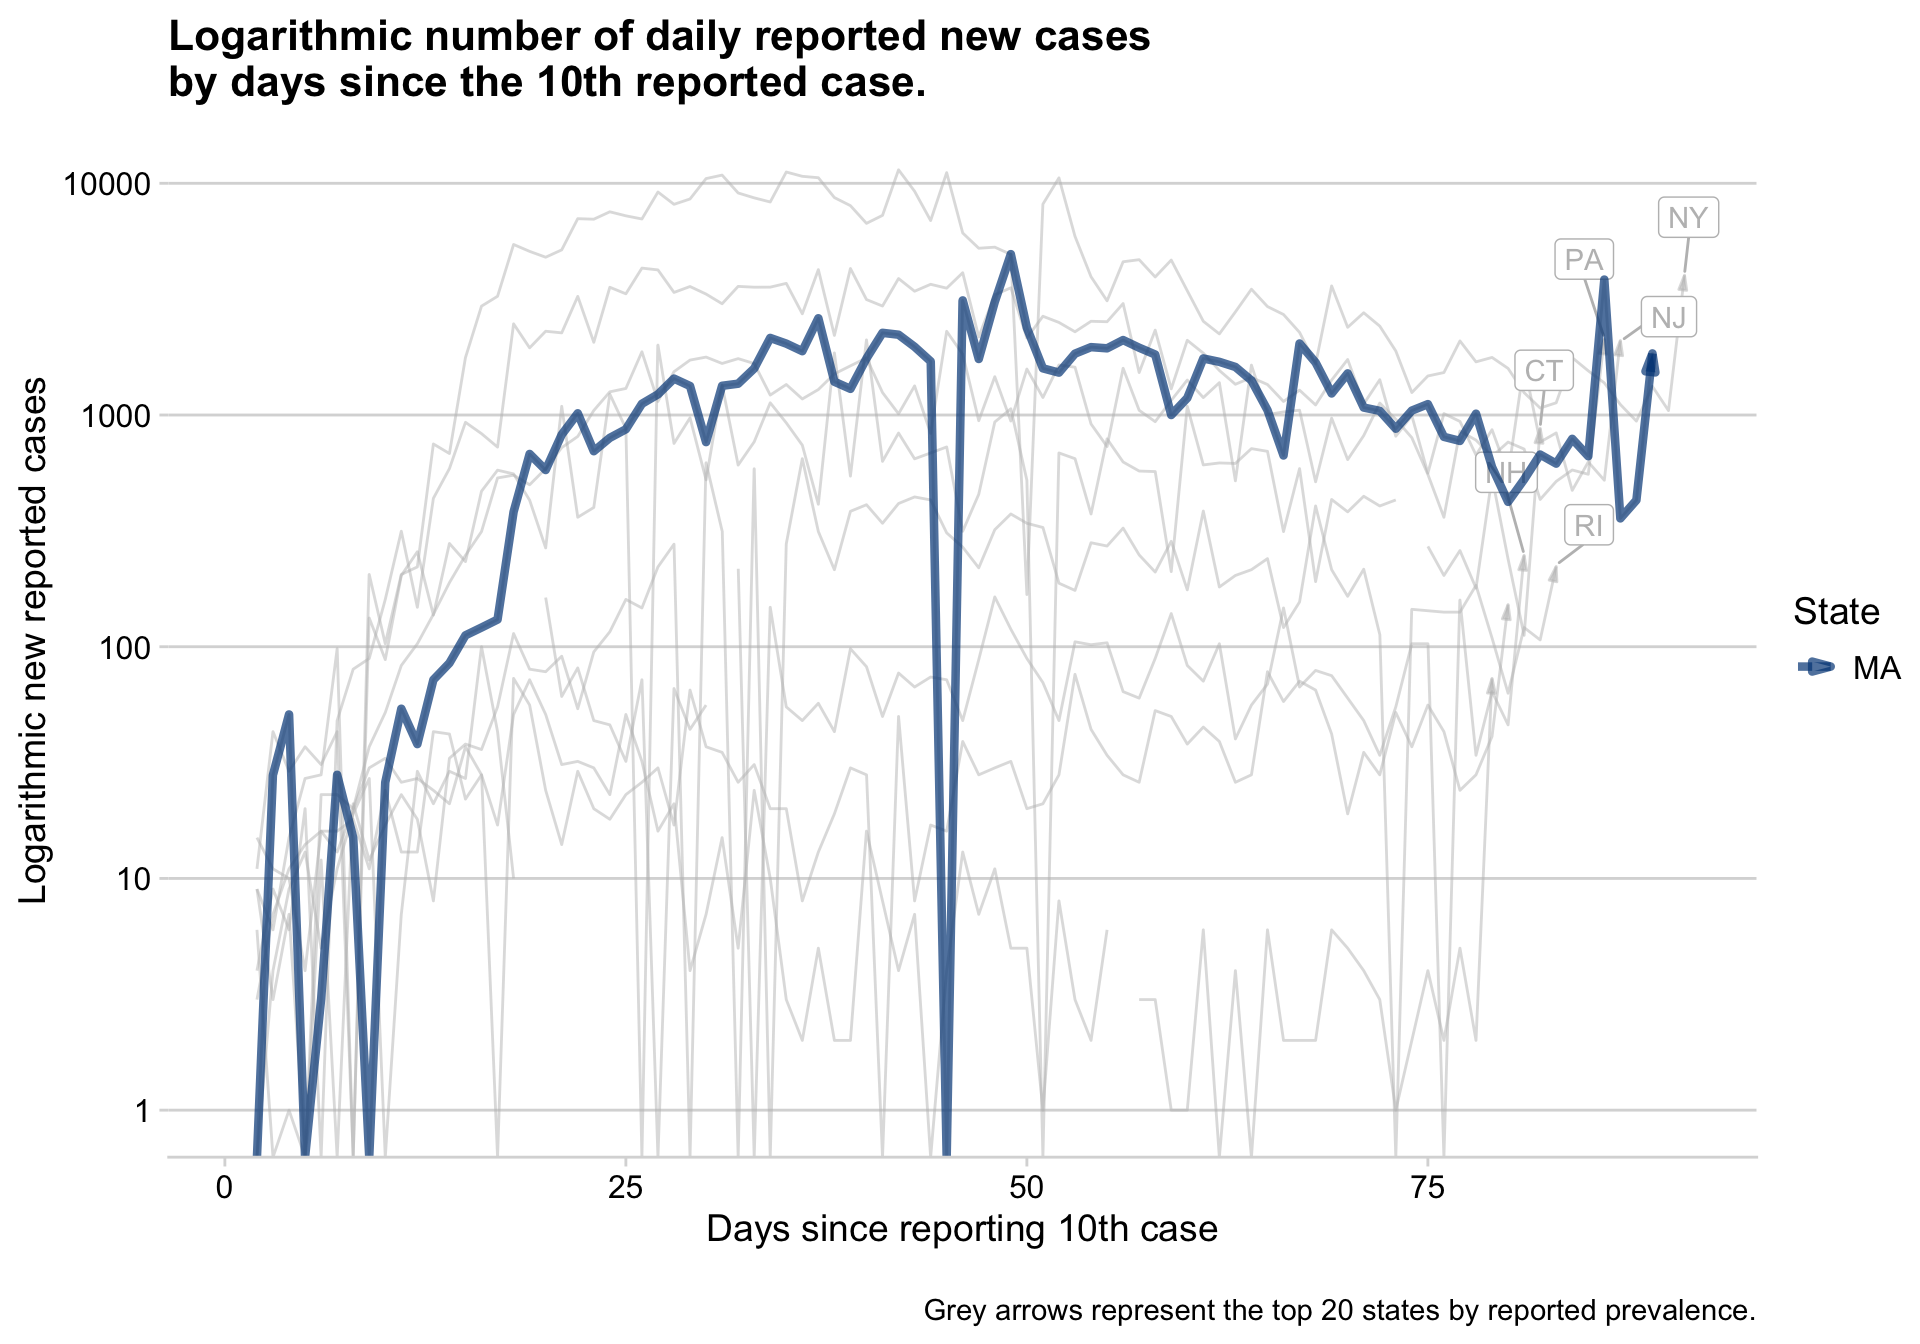 Logarithmic number of daily reported new cases
by days since the 10th reported case.
Logarithmic new reported cases
10000
1000
100
10
1
NY
PA
NJ
CT
NH
RI
State
MA
0
25
50
75
Days since reporting 10th case
Grey arrows represent the top 20 states by reported prevalence.